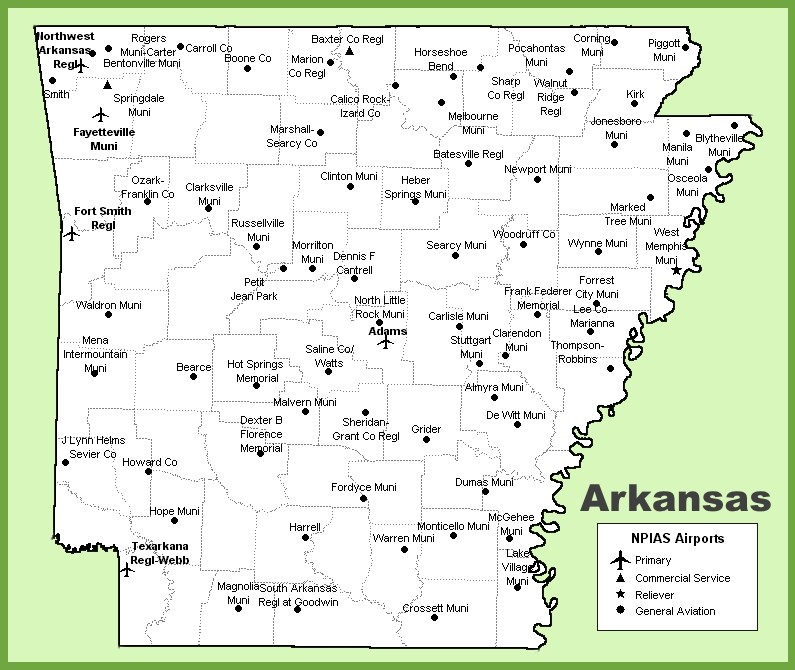 Northwest
Arkansas
Regl
Rogers
Muni-Carter
Bentonville Muni
Carroll Co
Boone Co
Marion
Co Regl
Baxter Co Regl
Horseshoe
Bend
Pocahontas
Muni
Corning
Muni
Piggott
Muni
Smith
Springdale
Muni
Fayetteville
Muni
Calico Rock-
Izard Co
Sharp
Co Regl
Walnut
Ridge
Regl
Kirk
Melbourne
Muni
Marshall-
Searcy Co
Jonesboro
Muni
Manila
Muni
Blytheville
Muni
Batesville Regl
Osceola
Muni
Ozark-
Franklin Co
Clarksville
Muni
Clinton Muni
Heber
Springs Muni
Newport Muni
Fort Smith
Regl
Marked
Tree Muni
Russellville
Muni
Morrilton
Muni
Dennis F
Cantrell
Searcy Muni
Woodruff Co
Wynne Muni
West
Memphis
Muni
Petit
Jean Park
North Little
Rock Muni
Adams
Frank Federer
Memorial
Forrest
City Muni
Lee Co-
Marianna
Waldron Muni
Carlisle Muni
Stuttgart
Muni
Clarendon
Muni
Thompson-
Robbins
Mena
Intermountain
Muni
Bearce
Hot Springs
Memorial
Saline Co/
Watts
Almyra Muni
Malvern Muni
De Witt Muni
Dexter B
Florence
Memorial
Sheridan-
Grant Co Regl
Grider
J Lynn Helms
Sevier Co
Howard Co
Fordyce Muni
Dumas Muni
Arkansas
Hope Muni
Harrell
Warren Muni
Monticello Muni
McGehee
Muni
Lake
Village
Muni
Texarkana
Regl-Webb
Magnolia
Muni
South Arkansas
Regl at Goodwin
Crossett Muni
NPIAS Airports
Primary
Commercial Service
Reliever
General Aviation